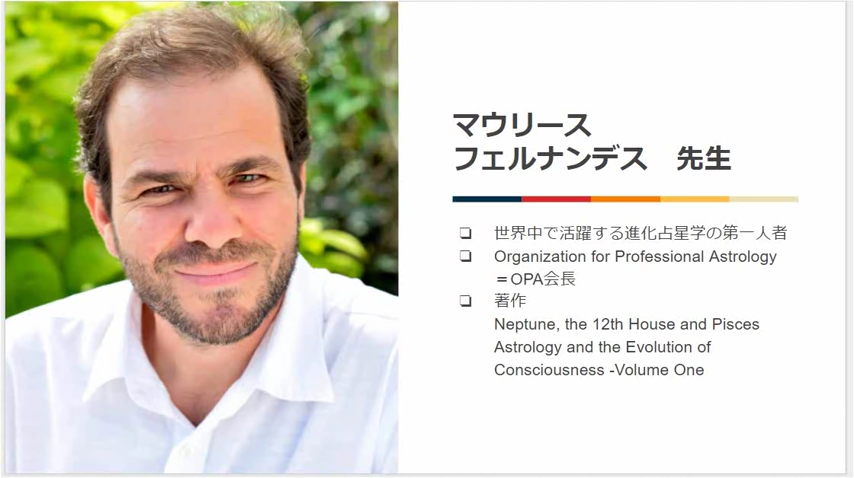 マウリース
フェルナンデス　先生
❏ 世界中で活躍する進化占星学の第一人者
❏ Organization for Professional Astrology
＝OPA会長
❏ 著作
Neptune, the 12th House and Pisces
Astrology and the Evolution of
Consciousness -Volume One